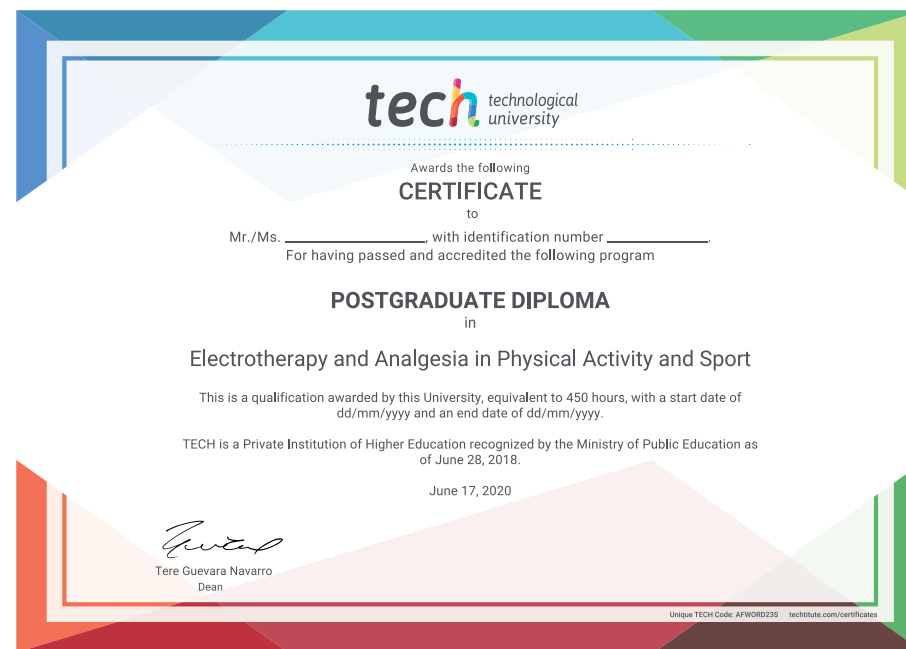 tech technological
university
Awards the following
CERTIFICATE
to
Mr./Ms. ____________________, with identification number ______________.
For having passed and accredited the following program
POSTGRADUATE DIPLOMA
in
Electrotherapy and Analgesia in Physical Activity and Sport
This is a qualification awarded by this University, equivalent to 450 hours, with a start date of
dd/mm/yyyy and an end date of dd/mm/yyyy.
TECH is a Private Institution of Higher Education recognized by the Ministry of Public Education as
of June 28, 2018.
June 17, 2020
Tere Guevara Navarro
Dean
Unique TECH Code: AFWORD23S techtitute.com/certificates